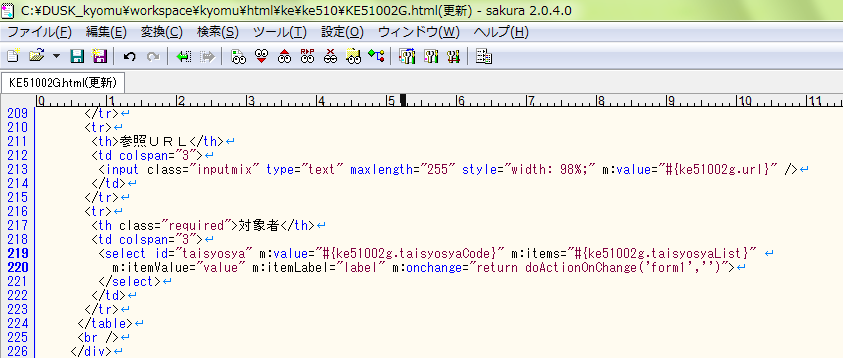 C:¥DUSK_kyomu¥workspace¥kyomu¥html¥ke¥ke510¥KE51002G.html(更新) - sakura 2.0.4.0
ファイル(F) 編集(E) 変換(C) 検索(S) ツール(T) 設定(O) ウィンドウ(W) ヘルプ(H)
KE51002G.html(更新)
0 1 2 3 4 5 6 7 8 9 10 11
209 </tr>↵
210 <tr>↵
211 <th>参照ＵＲＬ</th>↵
212 <td colspan="3">↵
213 <input class="inputmix" type="text" maxlength="255" style="width: 98%;" m:value="#{ke51002g.url}" />↵
214 </td>↵
215 </tr>↵
216 <tr>↵
217 <th class="required">対象者</th>↵
218 <td colspan="3">↵
219 <select id="taisyosya" m:value="#{ke51002g.taisyosyaCode}" m:items="#{ke51002g.taisyosyaList}" ↵
220 m:itemValue="value" m:itemLabel="label" m:onchange="return doActionOnChange('form1','')">↵
221 </select>↵
222 </td>↵
223 </tr>↵
224 </table>↵
225 <br />↵
226 </div>↵